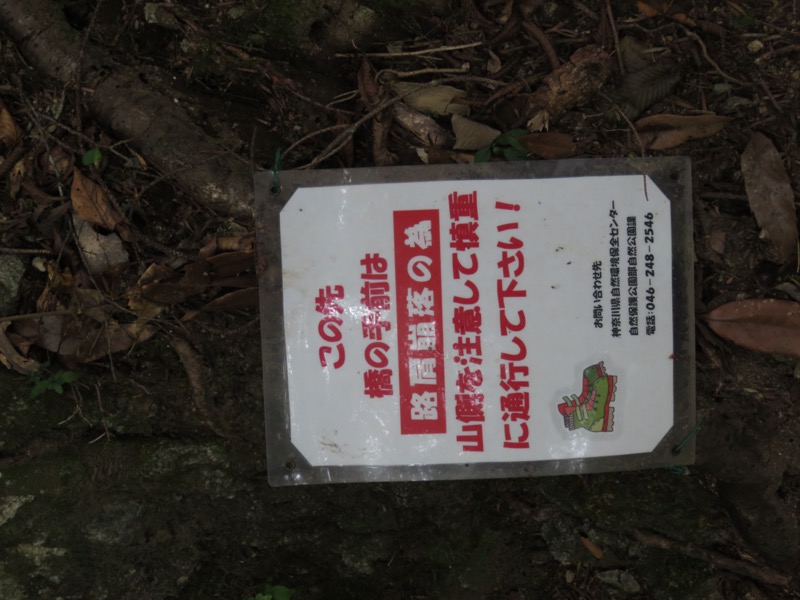 この先
橋の手前は
路肩崩落の為
山側を注意して慎重
に通行して下さい！
お問い合わせ先
神奈川県自然環境保全センター
自然保護公園部自然公園課
電話：046-248-2546